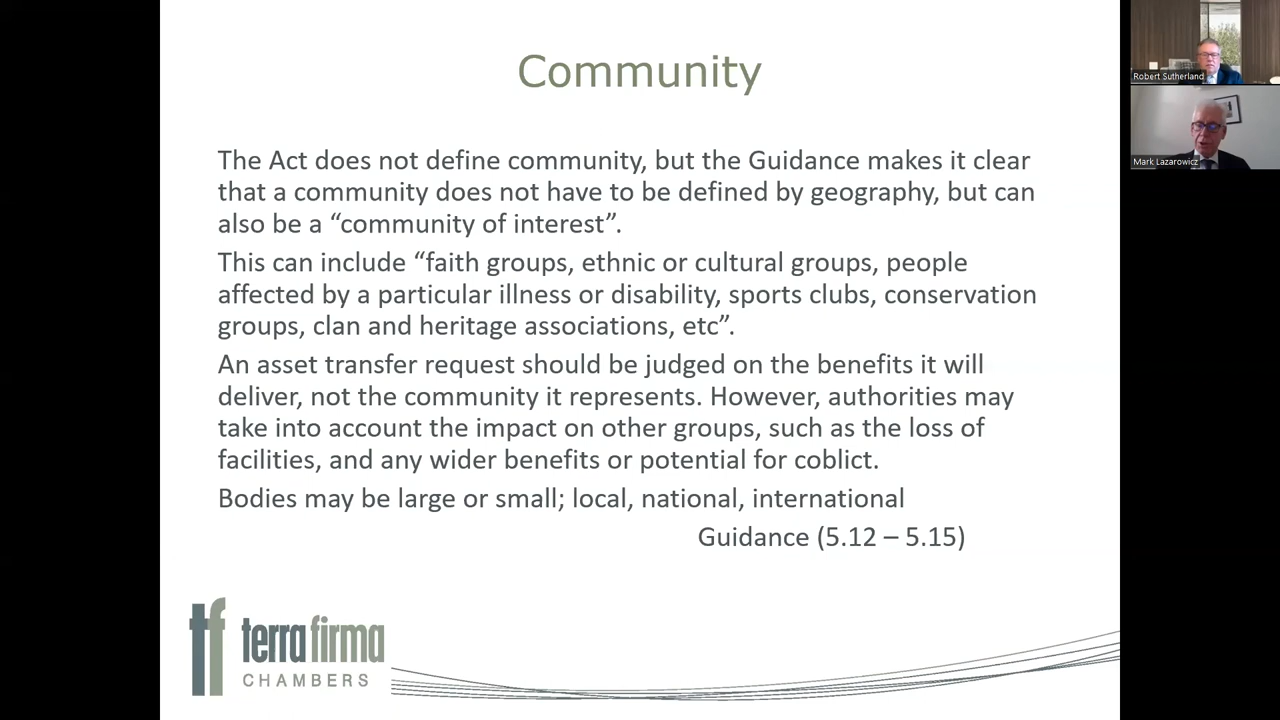 Community
The Act does not define community, but the Guidance makes it clear
that a community does not have to be defined by geography, but can
also be a “community of interest”.
This can include “faith groups, ethnic or cultural groups, people
affected by a particular illness or disability, sports clubs, conservation
groups, clan and heritage associations, etc”.
An asset transfer request should be judged on the benefits it will
deliver, not the community it represents. However, authorities may
take into account the impact on other groups, such as the loss of
facilities, and any wider benefits or potential for coblict.
Bodies may be large or small; local, national, international
Guidance (5.12 – 5.15)
tf terra firma
CHAMBERS
Robert Sutherland
Mark Lazarowicz